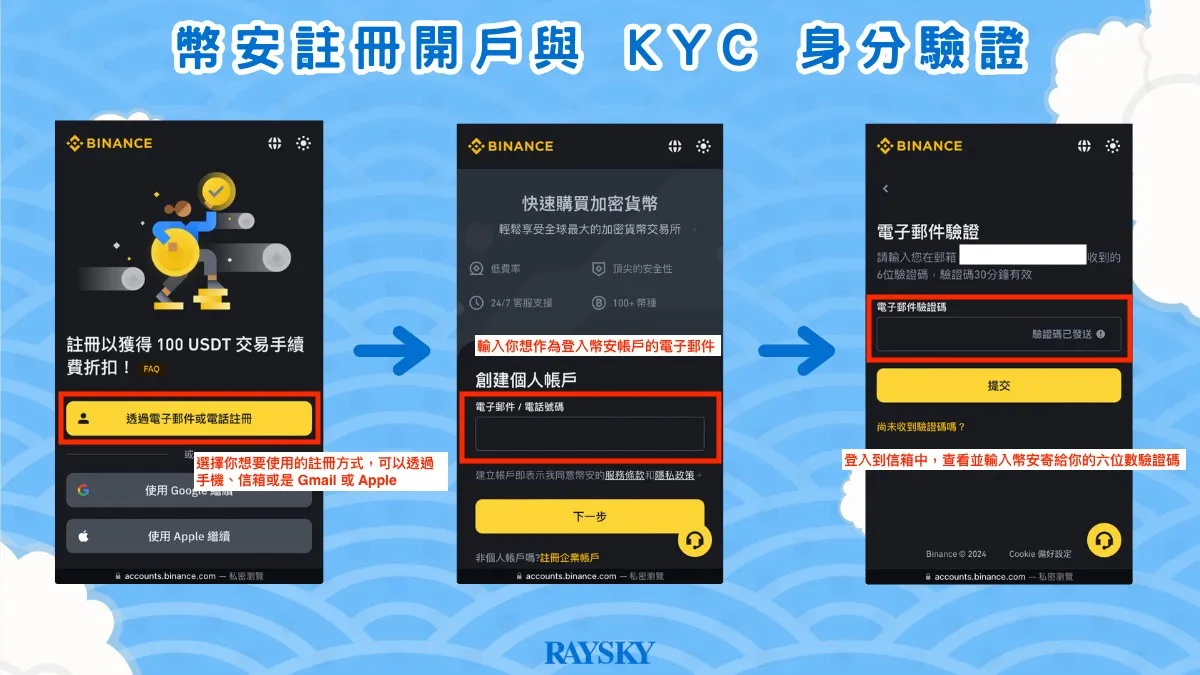 幣安註冊開戶與 KYC 身分驗證
BINANCE
註冊以獲得 100 USDT 交易手續
費折扣！ FAQ
透過電子郵件或電話註冊
或
選擇你想要使用的註冊方式，可以透過
手機、信箱或是 Gmail 或 Apple
使用 Google 繼續
使用 Apple 繼續
accounts.binance.com — 私密瀏覽
BINANCE
快速購買加密貨幣
輕鬆享受全球最大的加密貨幣交易所
低費率
頂尖的安全性
24/7 客服支援
100+ 幣種
輸入你想作為登入幣安帳戶的電子郵件
創建個人帳戶
電子郵件 / 電話號碼
建立帳戶即表示我同意幣安的服務條款和隱私政策。
下一步
非個人帳戶嗎?註冊企業帳戶
accounts.binance.com — 私密瀏覽
BINANCE
電子郵件驗證
請輸入您在郵箱 收到的
6位驗證碼，驗證碼30分鐘有效
電子郵件驗證碼
驗證碼已發送
提交
尚未收到驗證碼嗎？
登入到信箱中，查看並輸入幣安寄給你的六位數驗證碼
Binance © 2024
Cookie 偏好設定
accounts.binance.com — 私密瀏覽
RAYSKY